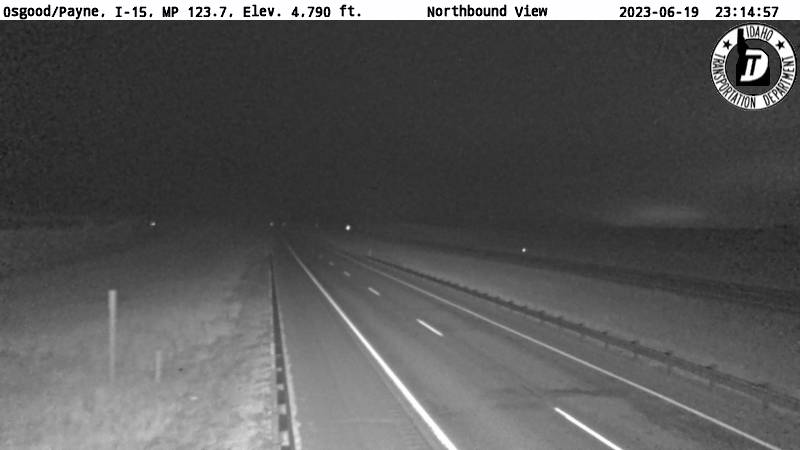 Osgood/Payne, I-15, MP 123.7, Elev. 4,790 ft. Northbound View 2023-06-19 23:14:57
IDAHO
TRANSPORTATION DEPARTMENT